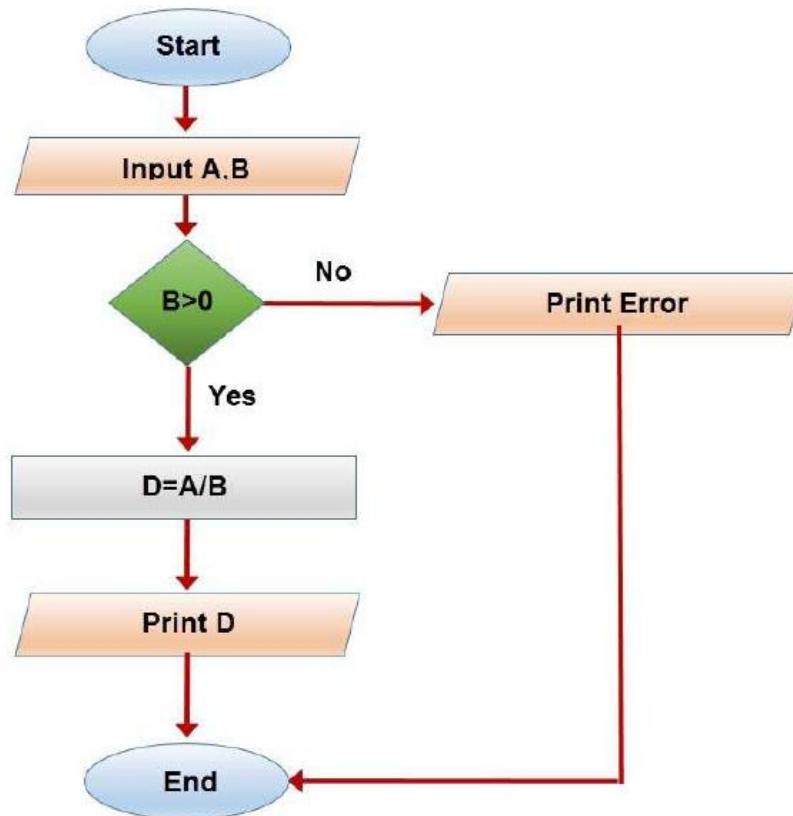 Start
Input A,B
B>0
No
Print Error
Yes
D=A/B
Print D
End